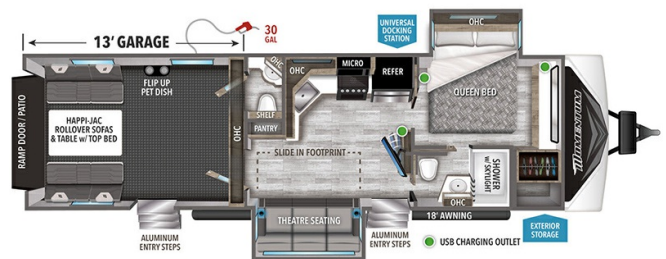 13' GARAGE
30
GAL
UNIVERSAL
DOCKING
STATION
OHC
FLIP UP
PET DISH
OHC
OHC
MICRO
REFER
QUEEN BED
RAMP DOOR / PATIO
HAPPI-JAC
ROLLOVER SOFAS
& TABLE w/ TOP BED
OHC
SHELF
PANTRY
SLIDE IN FOOTPRINT
MOMENTUM
SHOWER
w/ SKYLIGHT
OHC
THEATRE SEATING
18' AWNING
ALUMINUM
ENTRY STEPS
ALUMINUM
ENTRY STEPS
USB CHARGING OUTLET
EXTERIOR
STORAGE